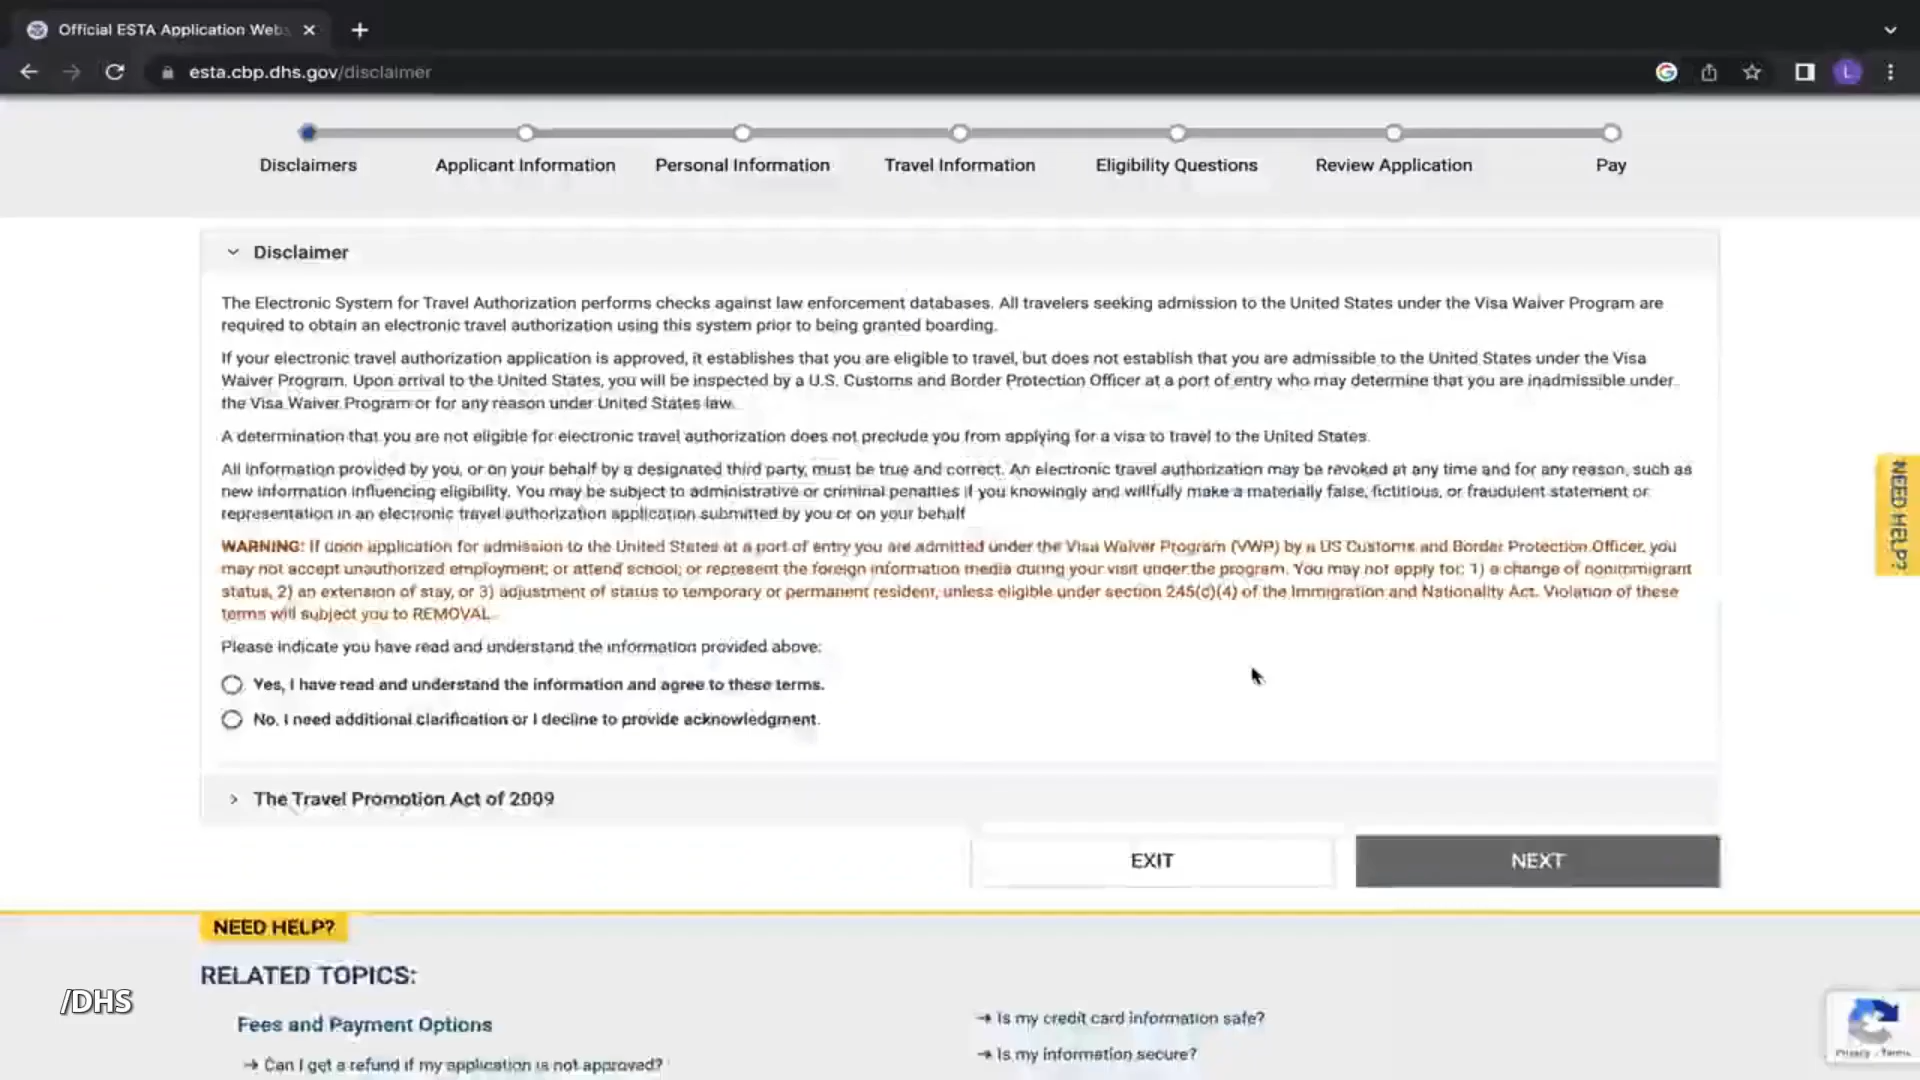 Official ESTA Application Webs
esta.cbp.dhs.gov/disclaimer
L
Disclaimers
Applicant Information
Personal Information
Travel Information
Eligibility Questions
Review Application
Pay
Disclaimer
The Electronic System for Travel Authorization performs checks against law enforcement databases. All travelers seeking admission to the United States under the Visa Waiver Program are
required to obtain an electronic travel authorization using this system prior to being granted boarding.
If your electronic travel authorization application is approved, it establishes that you are eligible to travel, but does not establish that you are admissible to the United States under the Visa
Waiver Program. Upon arrival to the United States, you will be inspected by a U.S. Customs and Border Protection Officer at a port of entry who may determine that you are inadmissible under
the Visa Waiver Program or for any reason under United States law.
A determination that you are not eligible for electronic travel authorization does not preclude you from applying for a visa to travel to the United States.
All information provided by you, or on your behalf by a designated third party, must be true and correct. An electronic travel authorization may be revoked at any time and for any reason, such as
new information influencing eligibility. You may be subject to administrative or criminal penalties if you knowingly and willfully make a materially false, fictitious, or fraudulent statement or
representation in an electronic travel authorization application submitted by you or on your behalf
WARNING: If upon application for admission to the United States at a port of entry you are admitted under the Visa Waiver Program (VWP) by a US Customs and Border Protection Officer, you
may not accept unauthorized employment; or attend school; or represent the foreign information media during your visit under the program. You may not apply for: 1) a change of nonimmigrant
status, 2) an extension of stay, or 3) adjustment of status to temporary or permanent resident, unless eligible under section 245(c)(4) of the Immigration and Nationality Act. Violation of these
terms will subject you to REMOVAL.
Please indicate you have read and understand the information provided above:
Yes, I have read and understand the information and agree to these terms.
No, I need additional clarification or I decline to provide acknowledgment.
The Travel Promotion Act of 2009
EXIT
NEXT
NEED HELP?
NEED HELP?
RELATED TOPICS:
/DHS
Fees and Payment Options
→ Can I get a refund if my application is not approved?
→ Is my credit card information safe?
→ Is my information secure?
Privacy - Terms